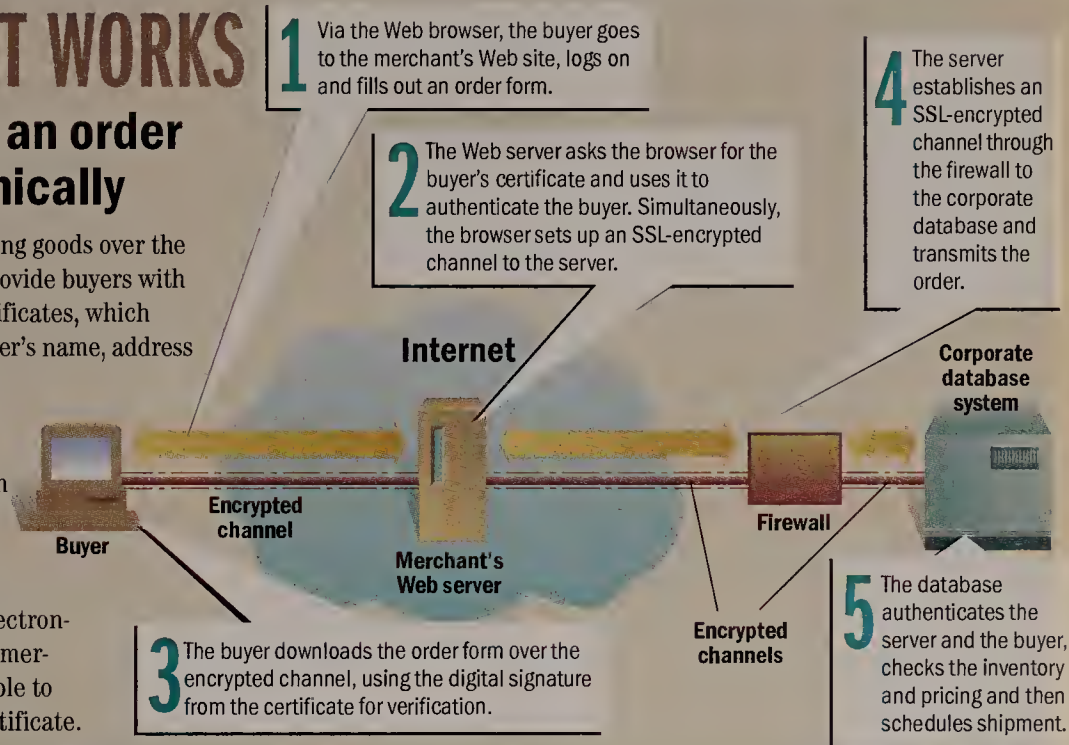 T WORKS
an order
nically
ng goods over the
ovide buyers with
ificates, which
er's name, address
n
ectron-
mer-
ole to
tificate.
1 Via the Web browser, the buyer goes
to the merchant's Web site, logs on
and fills out an order form.
2 The Web server asks the browser for the
buyer's certificate and uses it to
authenticate the buyer. Simultaneously,
the browser sets up an SSL-encrypted
channel to the server.
4 The server
establishes an
SSL-encrypted
channel through
the firewall to
the corporate
database and
transmits the
order.
Internet
Corporate
database
system
Buyer
Encrypted
channel
Merchant's
Web server
Firewall
Encrypted
channels
3 The buyer downloads the order form over the
encrypted channel, using the digital signature
from the certificate for verification.
5 The database
authenticates the
server and the buyer,
checks the inventory
and pricing and then
schedules shipment.